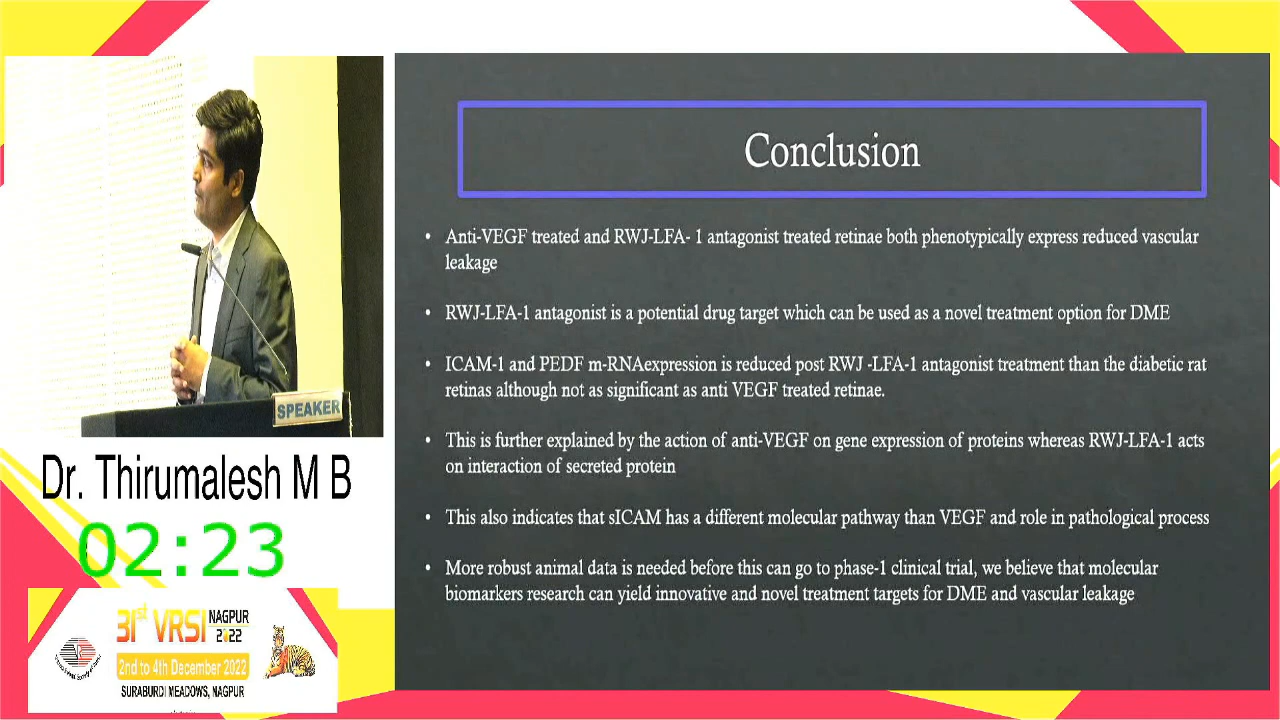 Conclusion
• Anti-VEGF treated and RWJ-LFA- 1 antagonist treated retinae both phenotypically express reduced vascular
leakage
• RWJ-LFA-1 antagonist is a potential drug target which can be used as a novel treatment option for DME
• ICAM-1 and PEDF m-RNAexpression is reduced post RWJ -LFA-1 antagonist treatment than the diabetic rat
retinas although not as significant as anti VEGF treated retinae.
• This is further explained by the action of anti-VEGF on gene expression of proteins whereas RWJ-LFA-1 acts
on interaction of secreted protein
• This also indicates that sICAM has a different molecular pathway than VEGF and role in pathological process
• More robust animal data is needed before this can go to phase-1 clinical trial, we believe that molecular
biomarkers research can yield innovative and novel treatment targets for DME and vascular leakage
SPEAKER
Dr. Thirumalesh M B
02:23
31st VRSI NAGPUR
2022
2nd to 4th December 2022
SURABURDI MEADOWS, NAGPUR